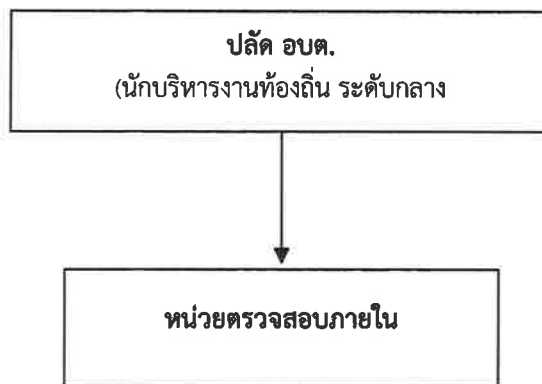 ปลัด อบต.
(นักบริหารงานท้องถิ่น ระดับกลาง
หน่วยตรวจสอบภายใน